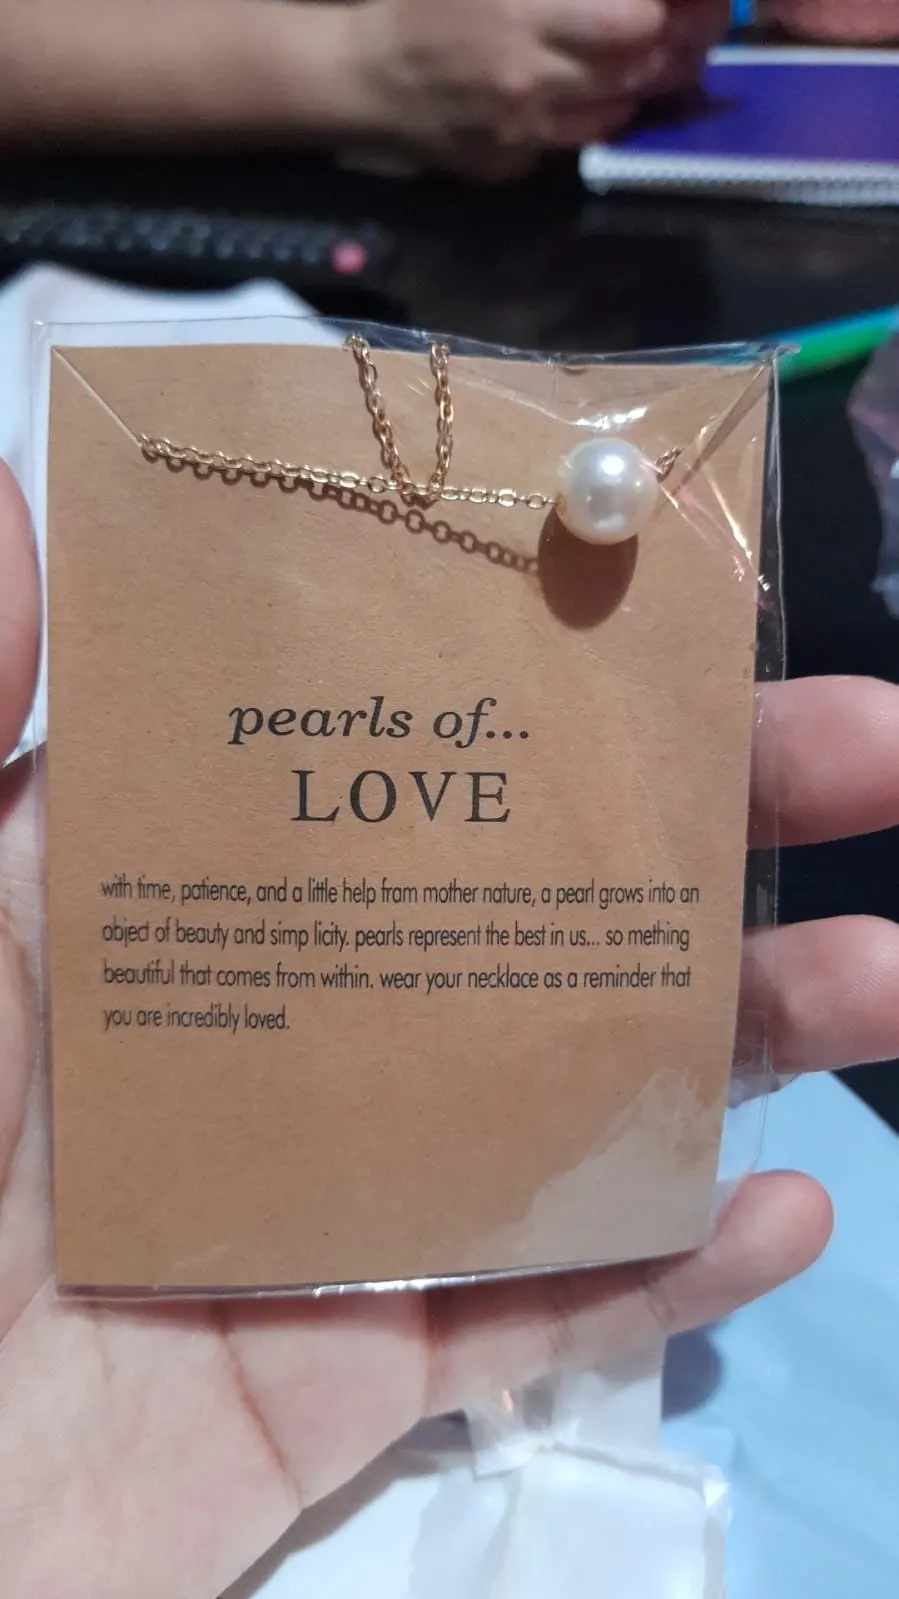 pearls of...
LOVE
with time, patience, and a little help fram mother nature, a pearl grows into an
object of beauty and simp licity. pearls represent the best in us... so mething
beautiful that comes from within. wear your necklace as a reminder that
you are incredibly loved.